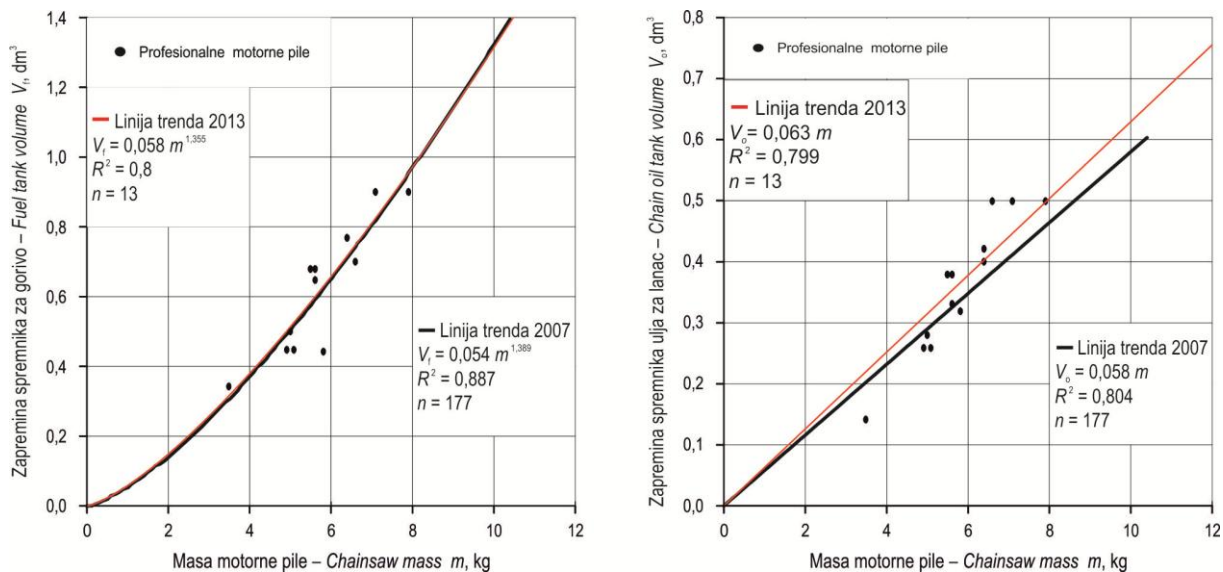 1,4
1,2
1,0
0,8
0,6
0,4
0,2
0,0
Zapremina spremnika za gorivo – Fuel tank volume Vf, dm³
Profesionalne motorne pile
Linija trenda 2013
Vf = 0,058 m^1,355
R² = 0,8
n = 13
Linija trenda 2007
Vf = 0,054 m^1,389
R² = 0,887
n = 177
0 2 4 6 8 10 12
Masa motorne pile – Chainsaw mass m, kg
0,8
0,7
0,6
0,5
0,4
0,3
0,2
0,1
0,0
Zapremina spremnika ulja za lanac – Chain oil tank volume Vo, dm³
Profesionalne motorne pile
Linija trenda 2013
Vo = 0,063 m
R² = 0,799
n = 13
Linija trenda 2007
Vo = 0,058 m
R² = 0,804
n = 177
0 2 4 6 8 10 12
Masa motorne pile – Chainsaw mass m, kg